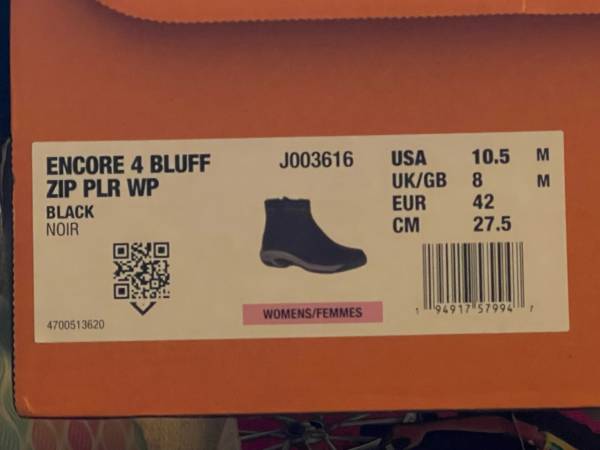 ENCORE 4 BLUFF
ZIP PLR WP
BLACK
NOIR
4700513620
J003616
WOMENS/FEMMES
USA 10.5 M
UK/GB 8 M
EUR 42
CM 27.5
1 94917 57994 7